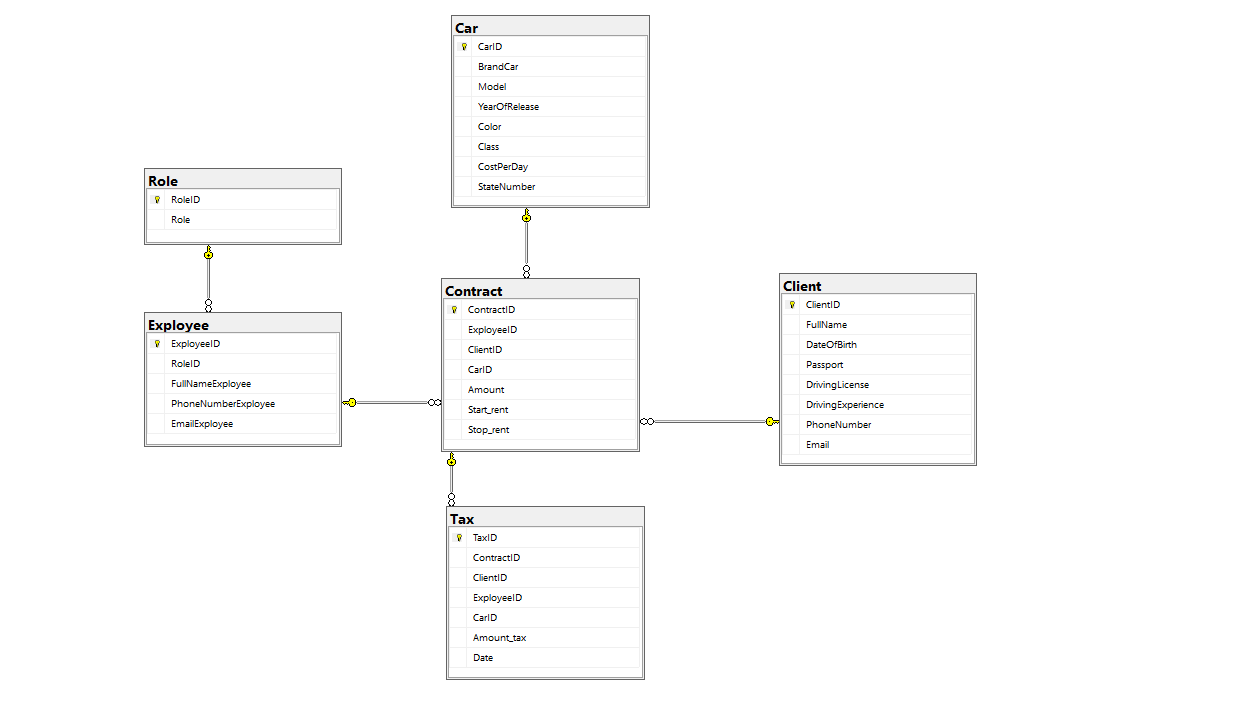 Car
CarID
BrandCar
Model
YearOfRelease
Color
Class
CostPerDay
StateNumber
Role
RoleID
Role
Exployee
ExployeeID
RoleID
FullNameExployee
PhoneNumberExployee
EmailExployee
Contract
ContractID
ExployeeID
ClientID
CarID
Amount
Start_rent
Stop_rent
Client
ClientID
FullName
DateOfBirth
Passport
DrivingLicense
DrivingExperience
PhoneNumber
Email
Tax
TaxID
ContractID
ClientID
ExployeeID
CarID
Amount_tax
Date